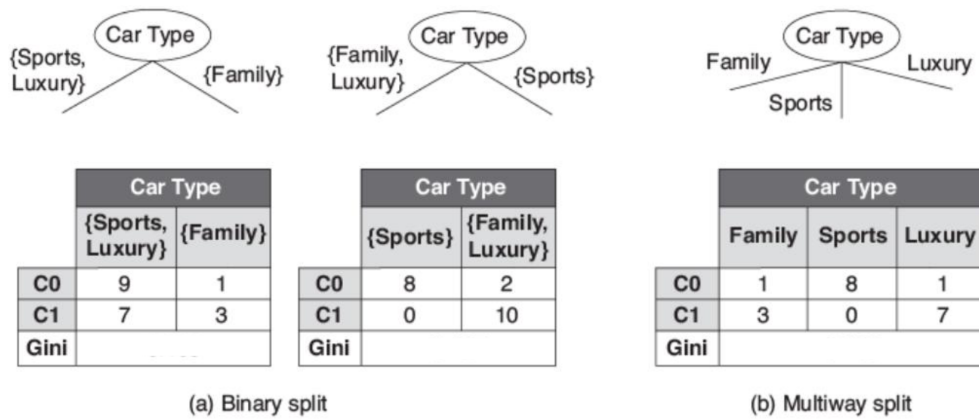 Car Type
{Sports,
Luxury}
{Family}
Car Type
{Family,
Luxury}
{Sports}
Car Type
Family
Sports
Luxury
Car Type
{Sports,
Luxury} {Family}
C0 9 1
C1 7 3
Gini
Car Type
{Sports} {Family,
Luxury}
C0 8 2
C1 0 10
Gini
Car Type
Family Sports Luxury
C0 1 8 1
C1 3 0 7
Gini
(a) Binary split
(b) Multiway split